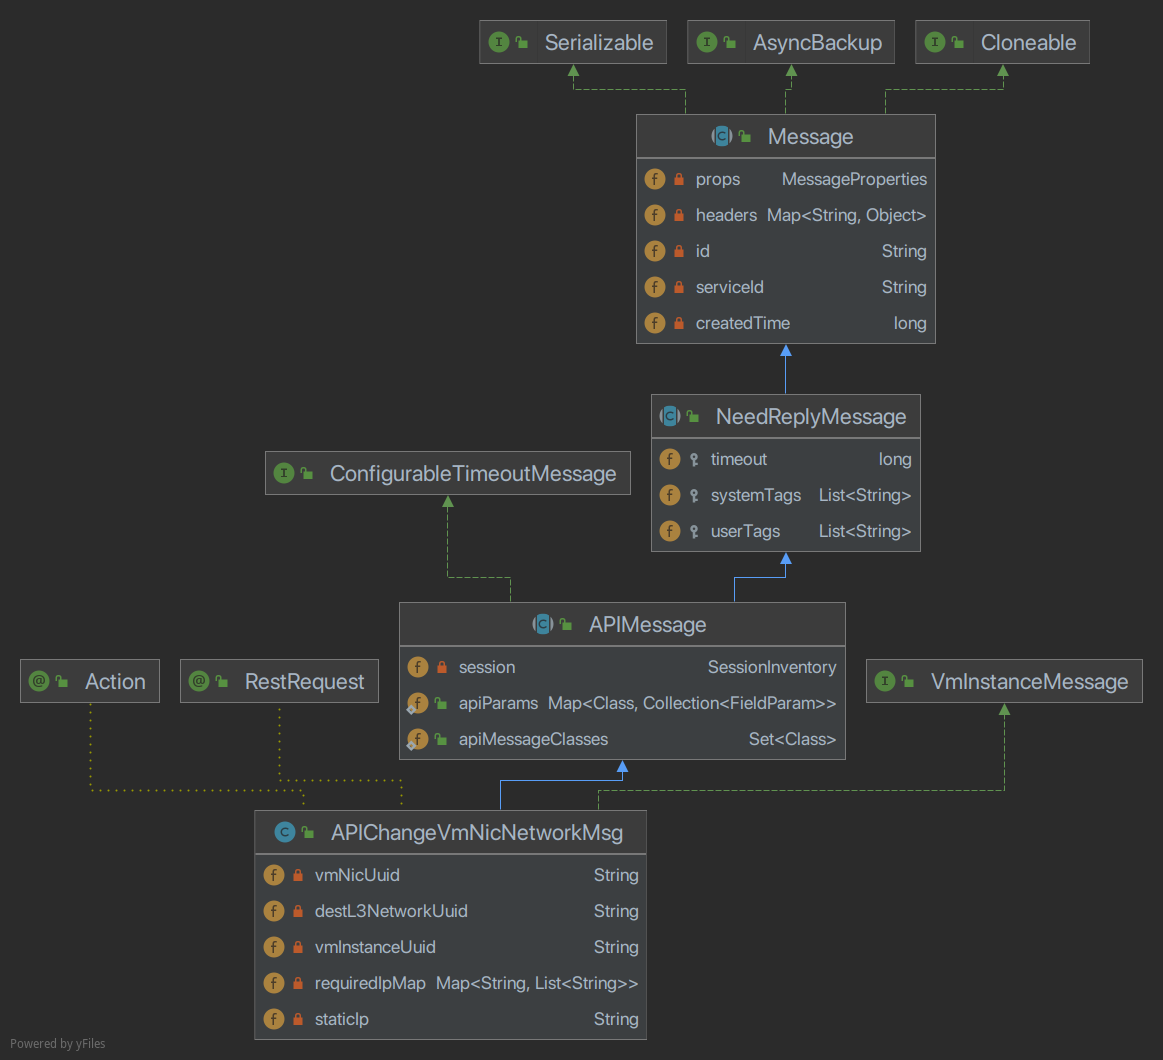 Serializable
AsyncBackup
Cloneable
Message
props MessageProperties
headers Map<String, Object>
id String
serviceId String
createdTime long
NeedReplyMessage
timeout long
systemTags List<String>
userTags List<String>
ConfigurableTimeoutMessage
APIMessage
session SessionInventory
apiParams Map<Class, Collection<FieldParam>>
apiMessageClasses Set<Class>
Action
RestRequest
VmInstanceMessage
APIChangeVmNicNetworkMsg
vmNicUuid String
destL3NetworkUuid String
vmInstanceUuid String
requiredIpMap Map<String, List<String>>
staticIp String
Powered by yFiles